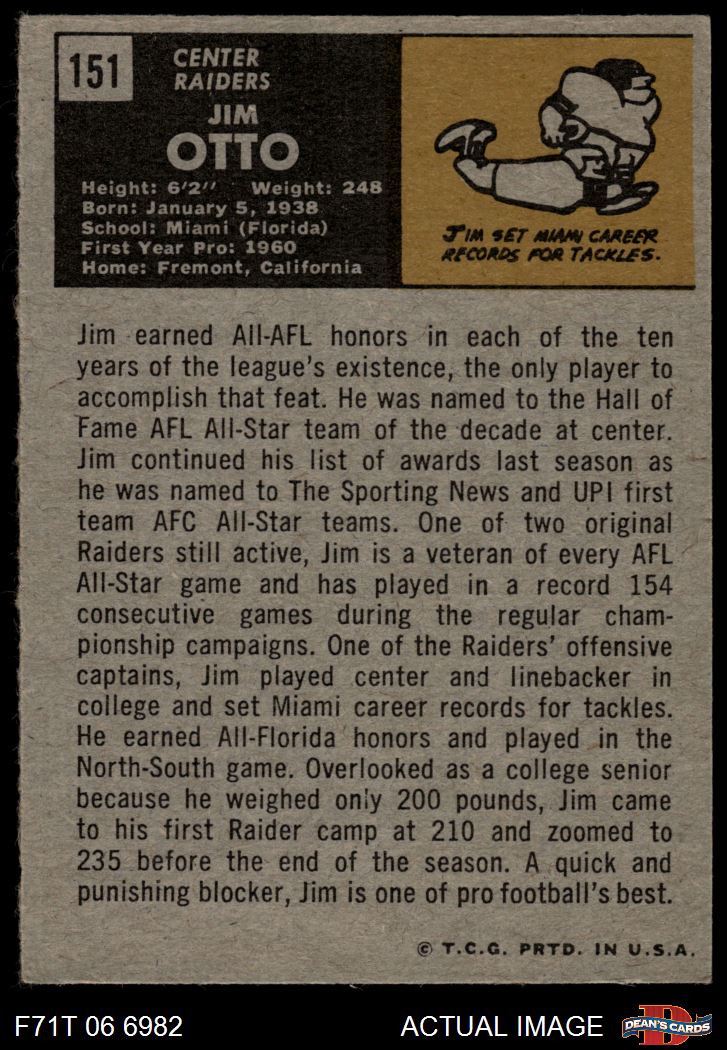 151
CENTER
RAIDERS
JIM
OTTO
Height: 6'2" Weight: 248
Born: January 5, 1938
School: Miami (Florida)
First Year Pro: 1960
Home: Fremont, California
JIM SET MIAMI CAREER
RECORDS FOR TACKLES.
Jim earned All-AFL honors in each of the ten
years of the league's existence, the only player to
accomplish that feat. He was named to the Hall of
Fame AFL All-Star team of the decade at center.
Jim continued his list of awards last season as
he was named to The Sporting News and UPI first
team AFC All-Star teams. One of two original
Raiders still active, Jim is a veteran of every AFL
All-Star game and has played in a record 154
consecutive games during the regular cham-
pionship campaigns. One of the Raiders' offensive
captains, Jim played center and linebacker in
college and set Miami career records for tackles.
He earned All-Florida honors and played in the
North-South game. Overlooked as a college senior
because he weighed only 200 pounds, Jim came
to his first Raider camp at 210 and zoomed to
235 before the end of the season. A quick and
punishing blocker, Jim is one of pro football's best.
© T.C.G. PRTD. IN U.S.A.
F71T 06 6982
ACTUAL IMAGE
D
DEAN'S CARDS